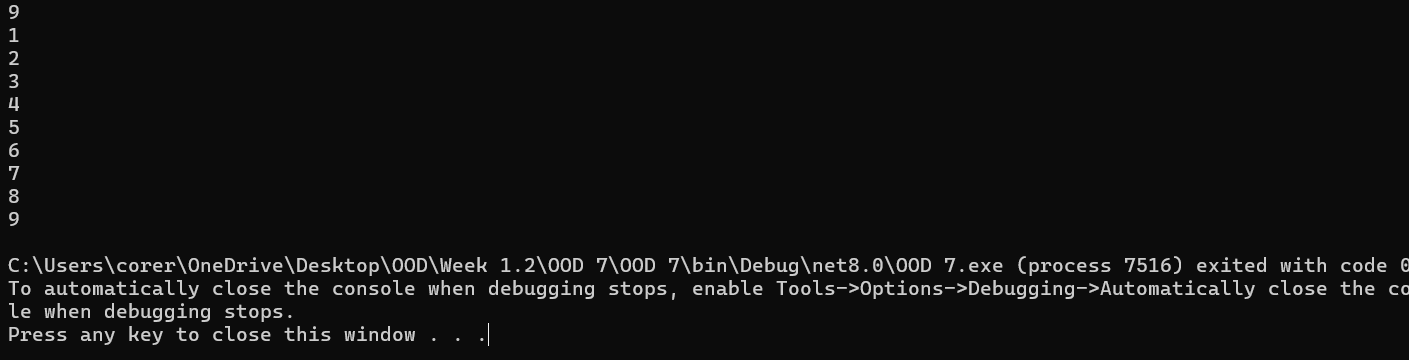 9
1
2
3
4
5
6
7
8
9
C:\Users\corer\OneDrive\Desktop\OOD\Week 1.2\OOD 7\OOD 7\bin\Debug\net8.0\OOD 7.exe (process 7516) exited with code 0
To automatically close the console when debugging stops, enable Tools->Options->Debugging->Automatically close the co
le when debugging stops.
Press any key to close this window . . .